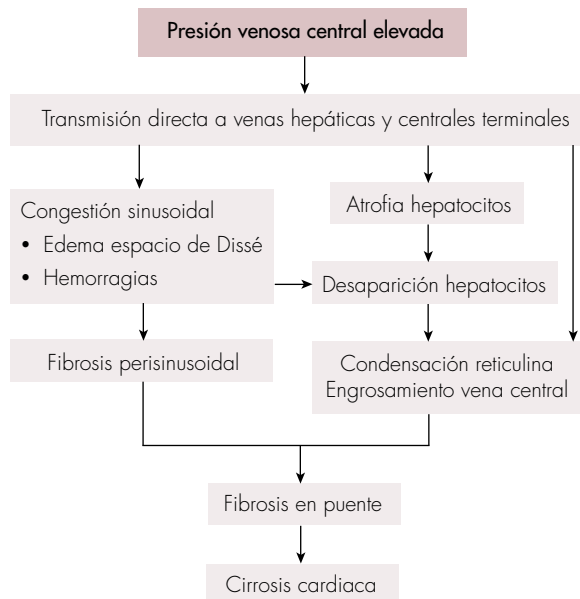 Presión venosa central elevada
Transmisión directa a venas hepáticas y centrales terminales
Congestión sinusoidal
• Edema espacio de Dissé
• Hemorragias
Atrofia hepatocitos
Desaparición hepatocitos
Fibrosis perisinusoidal
Condensación reticulina
Engrosamiento vena central
Fibrosis en puente
Cirrosis cardiaca